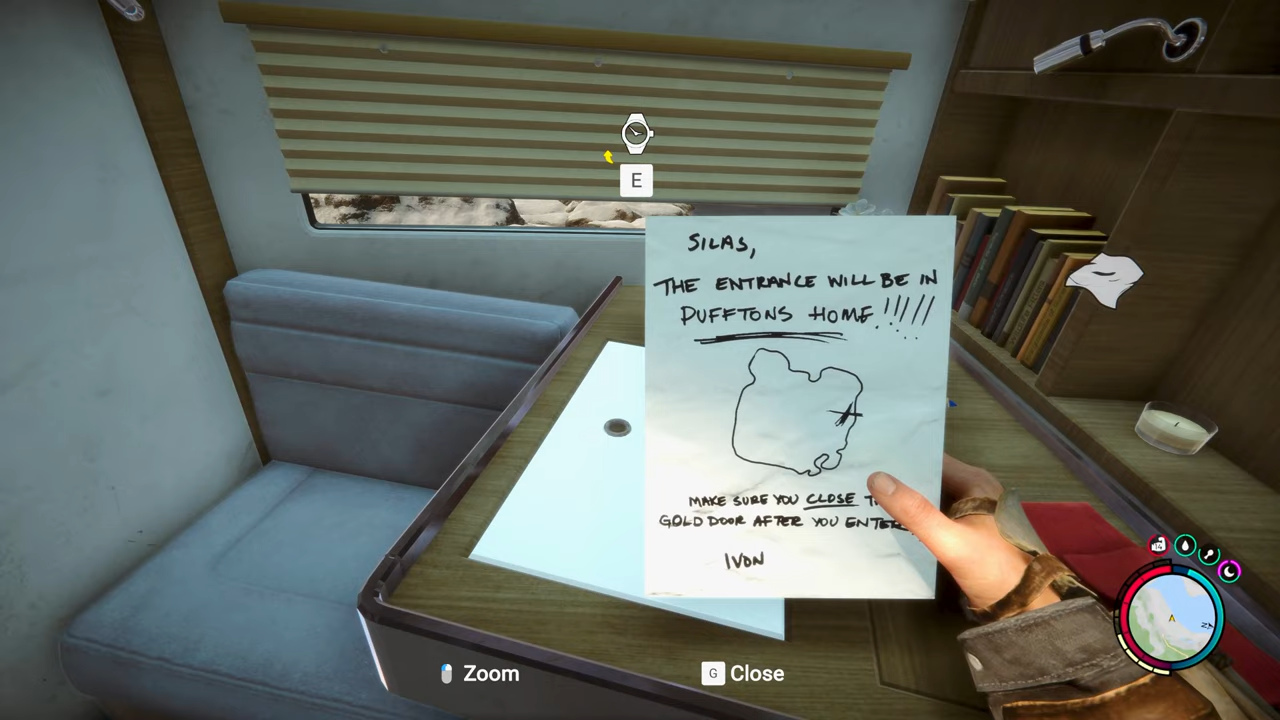 E
SILAS,
THE ENTRANCE WILL BE IN
PUFFTONS HOME!!!!!
MAKE SURE YOU CLOSE
GOLD DOOR AFTER YOU ENTER
IVON
Zoom
G Close
14
Z